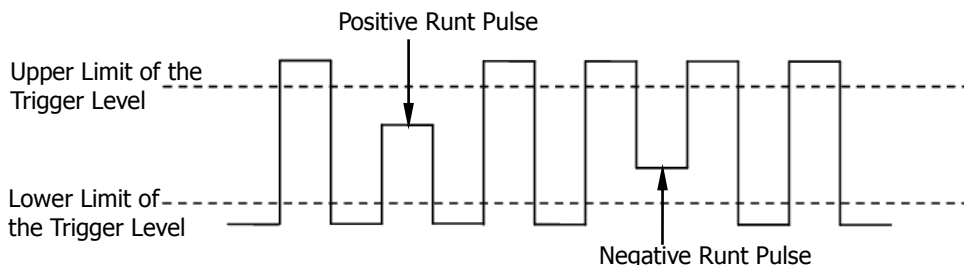 Positive Runt Pulse
Upper Limit of the
Trigger Level
Lower Limit of
the Trigger Level
Negative Runt Pulse